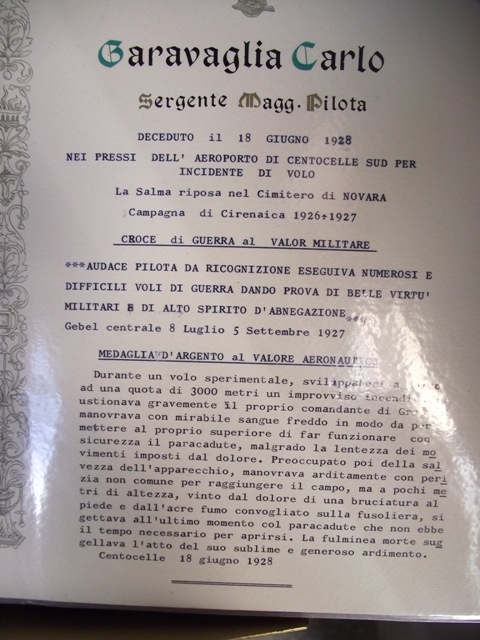 Garavaglia Carlo
Sergente Magg. Pilota
DECEDUTO il 18 GIUGNO 1928
NEI PRESSI DELL' AEROPORTO DI CENTOCELLE SUD PER
INCIDENTE DI VOLO
La Salma riposa nel Cimitero di NOVARA
Campagna di Cirenaica 1926+1927
CROCE di GUERRA al VALOR MILITARE
***AUDACE PILOTA DA RICOGNIZIONE ESEGUIVA NUMEROSI E
DIFFICILI VOLI DI GUERRA DANDO PROVA DI BELLE VIRTU'
MILITARI E DI ALTO SPIRITO D'ABNEGAZIONE***
Gebel centrale 8 Luglio 5 Settembre 1927
MEDAGLIA D'ARGENTO al VALORE AERONAUTICO
Durante un volo sperimentale, sviluppatosi a
ad una quota di 3000 metri un improvviso incendio
ustionava gravemente il proprio comandante di
manovrava con mirabile sangue freddo in modo da per
mettere al proprio superiore di far funzionare con
sicurezza il paracadute, malgrado la lentezza dei mo
vimenti imposti dal dolore. Preoccupato poi della sal
vezza dell'apparecchio, manovrava arditamente con peri
zia non comune per raggiungere il campo, ma a pochi me
tri di altezza, vinto dal dolore di una bruciatura al
piede e dall'acre fumo convogliato sulla fusoliera, si
gettava all'ultimo momento col paracadute che non ebbe
il tempo necessario per aprirsi. La fulminea morte sug
gellava l'atto del suo sublime e generoso ardimento.
Centocelle 18 giugno 1928